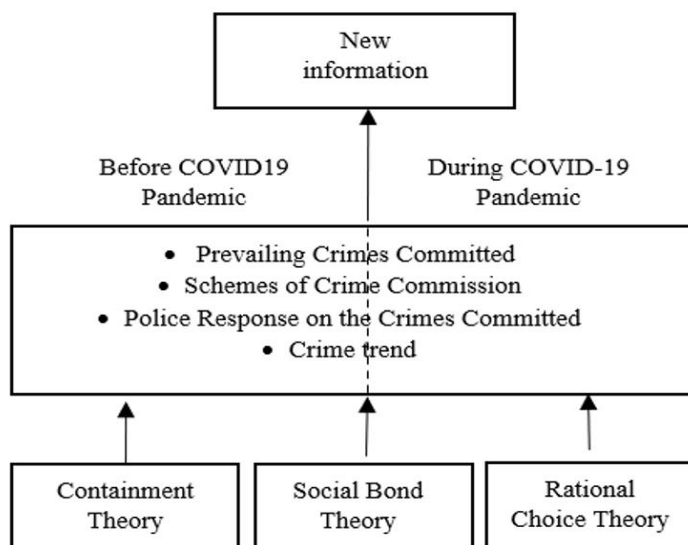 New
information
Before COVID19
Pandemic
During COVID-19
Pandemic
• Prevailing Crimes Committed
• Schemes of Crime Commission
• Police Response on the Crimes Committed
• Crime trend
Containment
Theory
Social Bond
Theory
Rational
Choice Theory